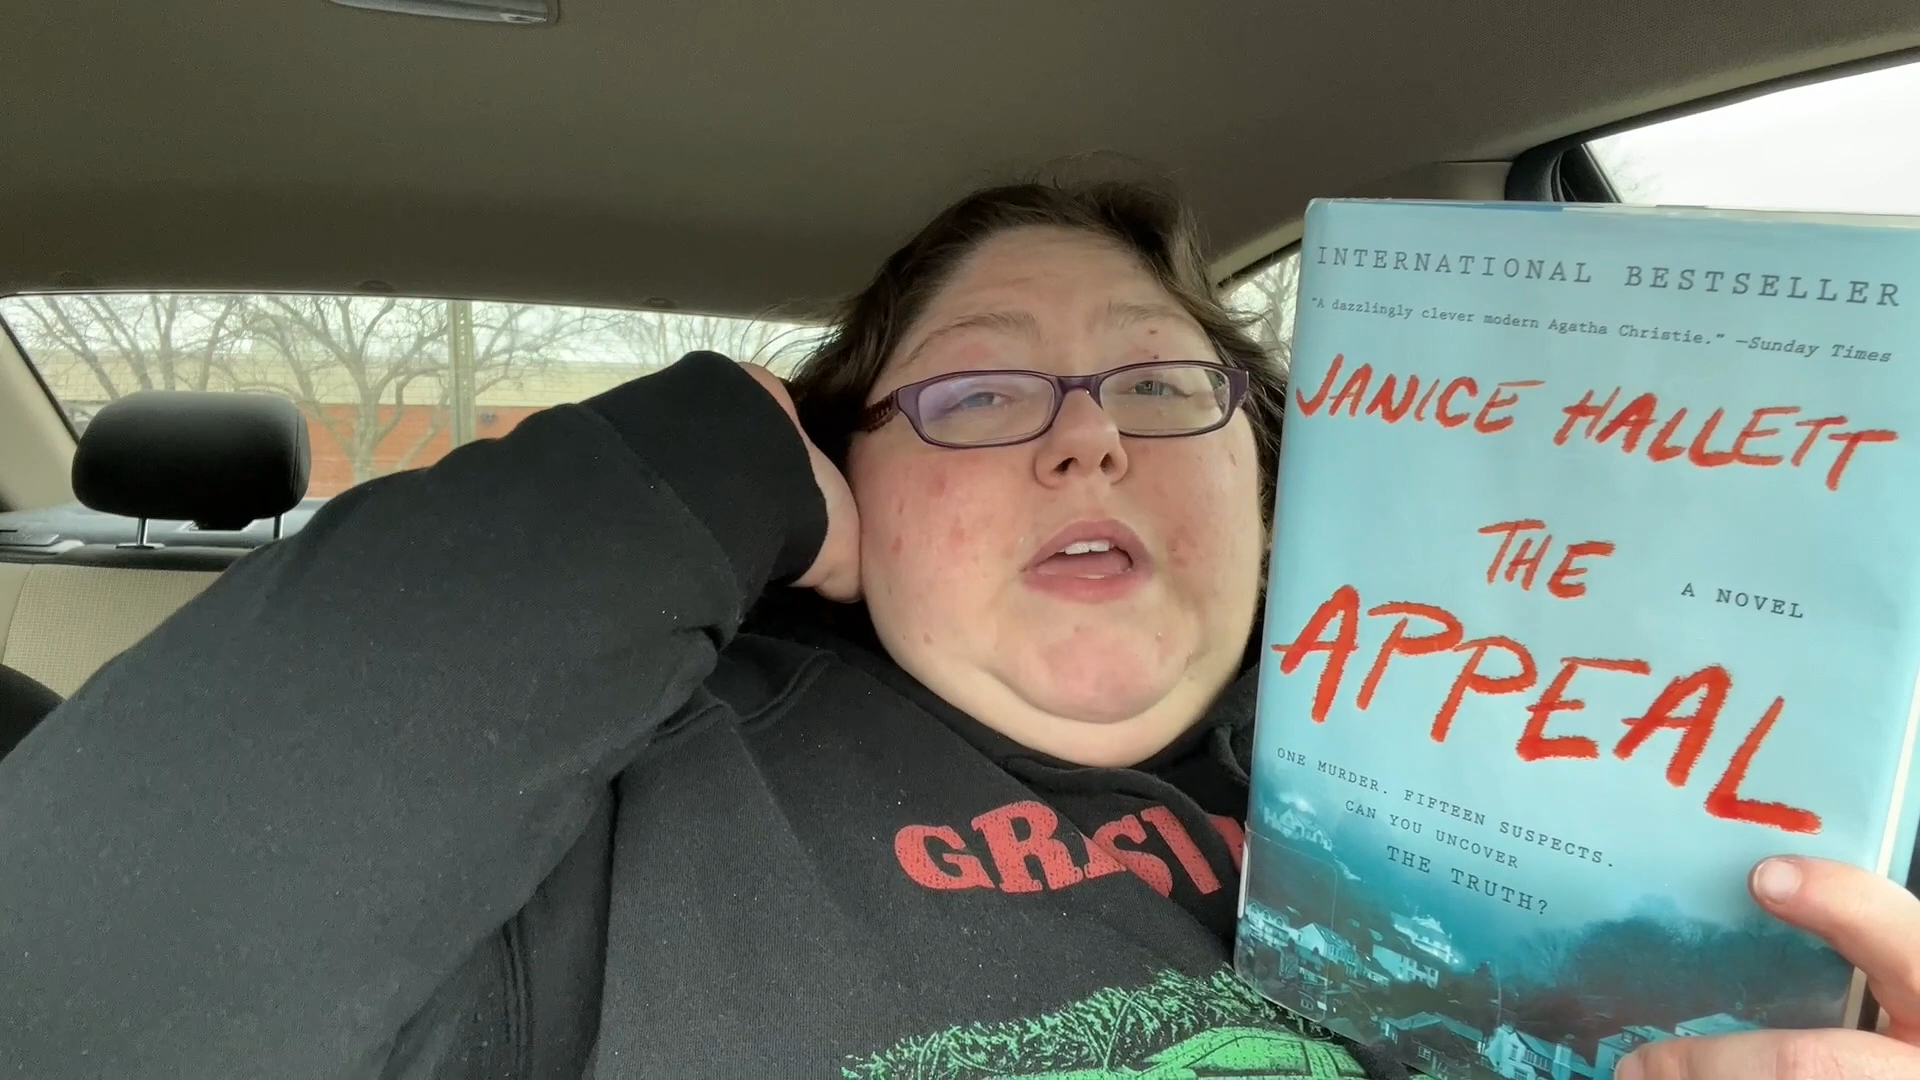 INTERNATIONAL BESTSELLER
"A dazzlingly clever modern Agatha Christie." —Sunday Times
JANICE HALLETT
THE
A NOVEL
APPEAL
ONE MURDER. FIFTEEN SUSPECTS.
CAN YOU UNCOVER
THE TRUTH?